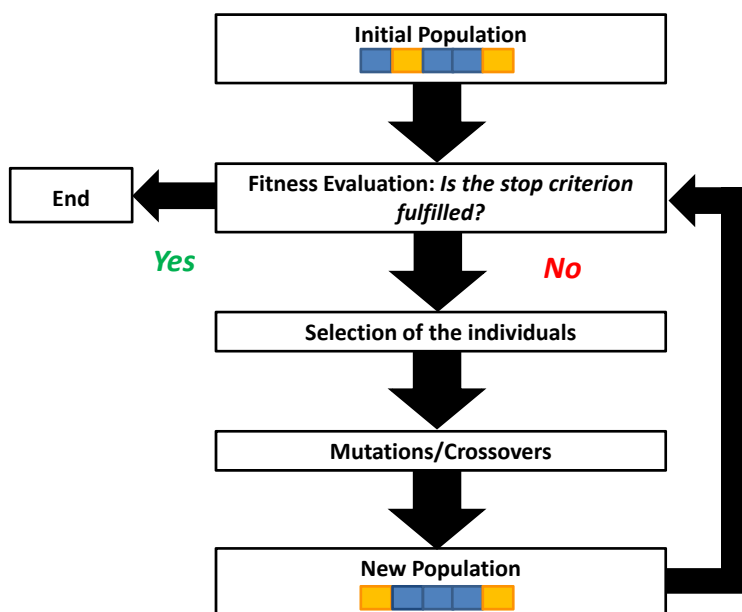 Initial Population
End
Fitness Evaluation: Is the stop criterion
fulfilled?
Yes
No
Selection of the individuals
Mutations/Crossovers
New Population